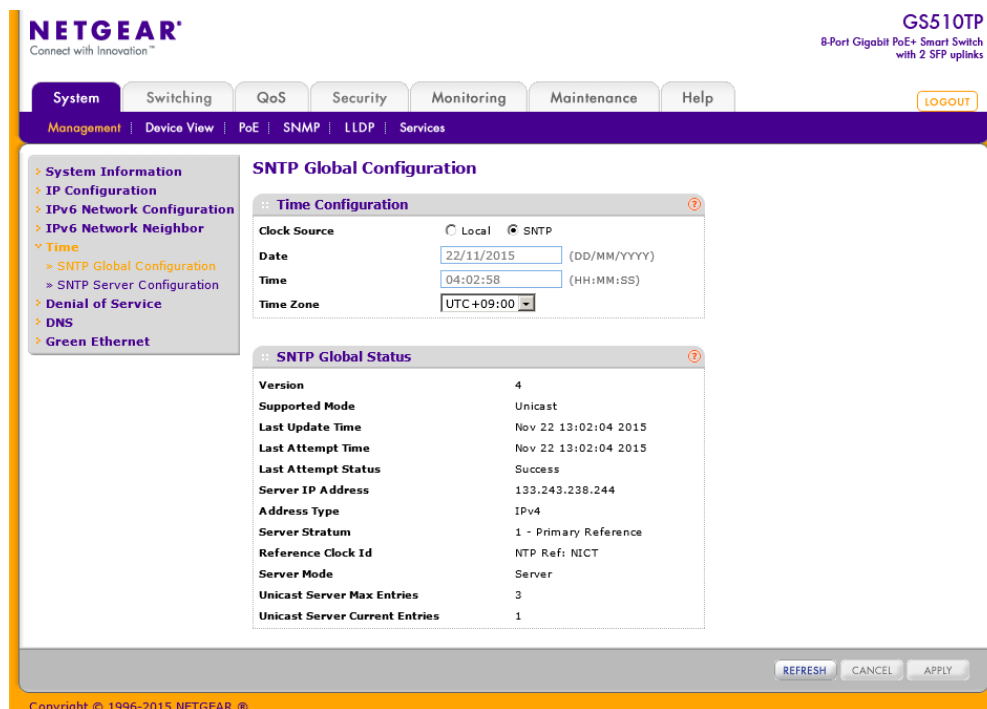 NETGEAR®
Connect with Innovation™
GS510TP
8-Port Gigabit PoE+ Smart Switch
with 2 SFP uplinks
System Switching QoS Security Monitoring Maintenance Help
LOGOUT
Management Device View PoE SNMP LLDP Services
System Information
IP Configuration
IPv6 Network Configuration
IPv6 Network Neighbor
Time
» SNTP Global Configuration
» SNTP Server Configuration
Denial of Service
DNS
Green Ethernet
SNTP Global Configuration
Time Configuration
Clock Source Local SNTP
Date 22/11/2015 (DD/MM/YYYY)
Time 04:02:58 (HH:MM:SS)
Time Zone UTC+09:00
SNTP Global Status
Version 4
Supported Mode Unicast
Last Update Time Nov 22 13:02:04 2015
Last Attempt Time Nov 22 13:02:04 2015
Last Attempt Status Success
Server IP Address 133.243.238.244
Address Type IPv4
Server Stratum 1 - Primary Reference
Reference Clock Id NTP Ref: NICT
Server Mode Server
Unicast Server Max Entries 3
Unicast Server Current Entries 1
REFRESH CANCEL APPLY
Copyright © 1996-2015 NETGEAR ®